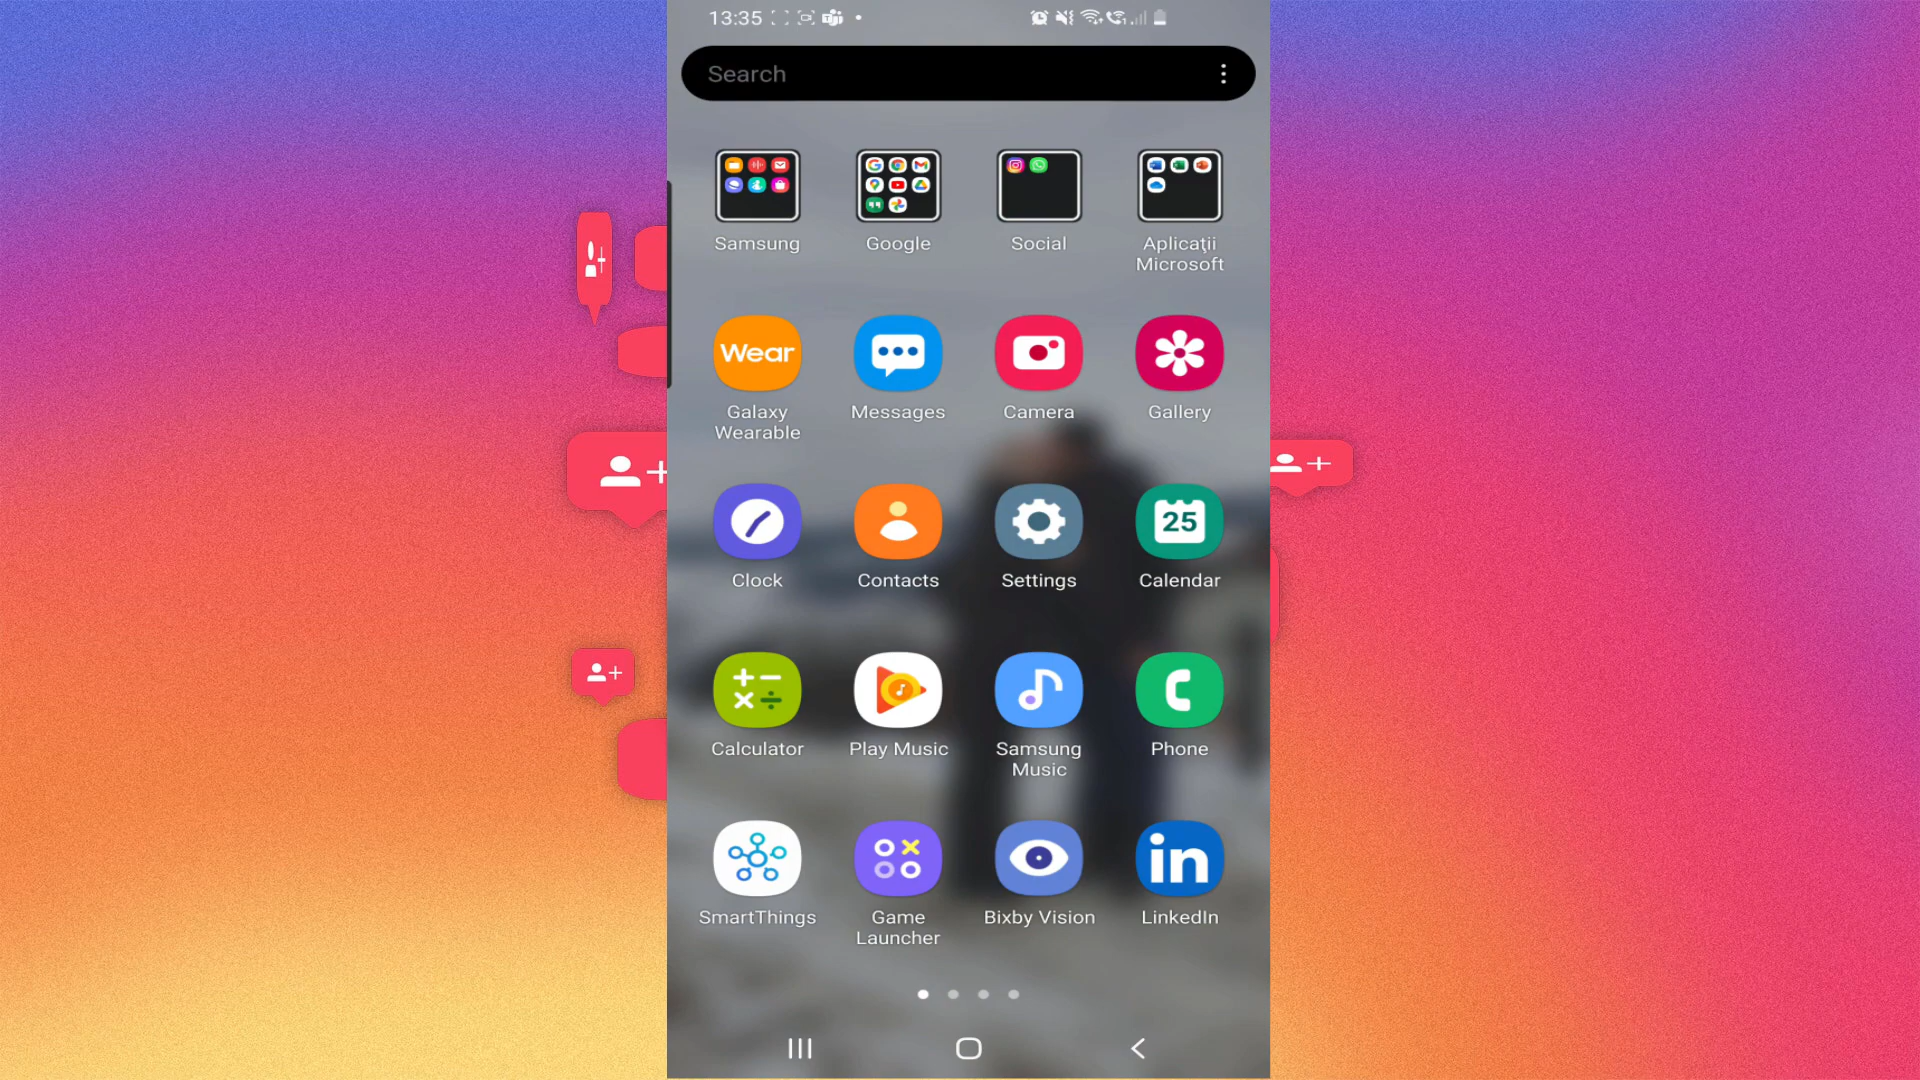 13:35
Search
Samsung
Google
Social
Aplicații
Microsoft
Wear
Galaxy
Wearable
Messages
Camera
Gallery
25
Clock
Contacts
Settings
Calendar
Calculator
Play Music
Samsung
Music
Phone
in
SmartThings
Game
Launcher
Bixby Vision
LinkedIn